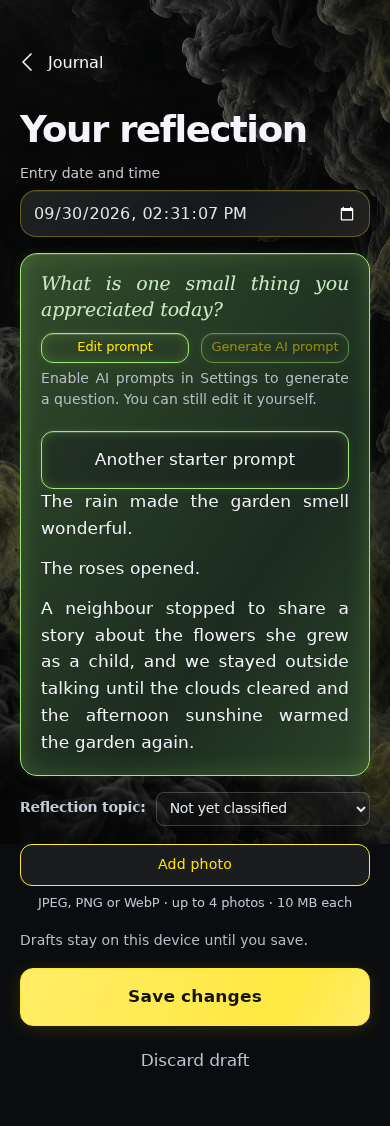 Journal
Your reflection
Entry date and time
09/30/2026, 02:31:07 PM
What is one small thing you
appreciated today?
Edit prompt
Generate AI prompt
Enable AI prompts in Settings to generate
a question. You can still edit it yourself.
Another starter prompt
The rain made the garden smell
wonderful.
The roses opened.
A neighbour stopped to share a
story about the flowers she grew
as a child, and we stayed outside
talking until the clouds cleared and
the afternoon sunshine warmed
the garden again.
Reflection topic:
Not yet classified
Add photo
JPEG, PNG or WebP · up to 4 photos · 10 MB each
Drafts stay on this device until you save.
Save changes
Discard draft